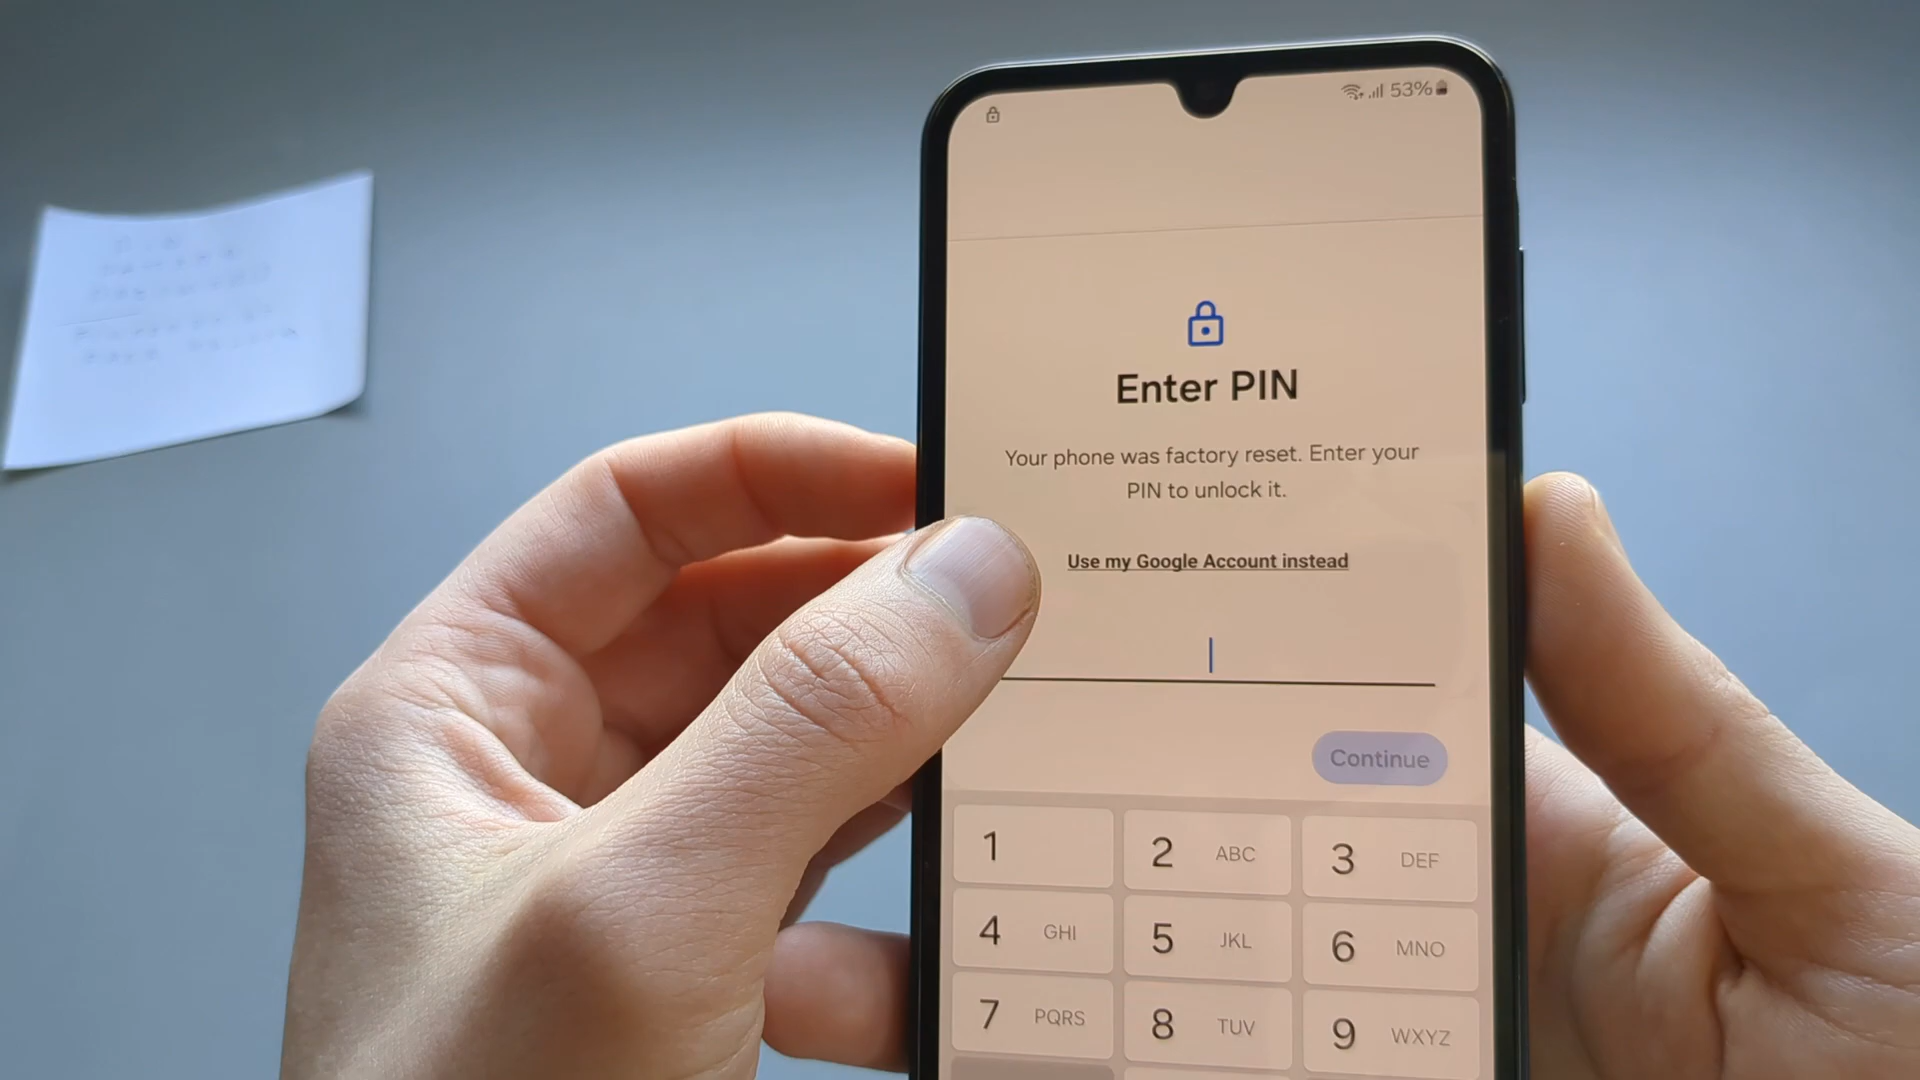 53%
Enter PIN
Your phone was factory reset. Enter your
PIN to unlock it.
Use my Google Account instead
Continue
1
2 ABC
3 DEF
4 GHI
5 JKL
6 MNO
7 PQRS
8 TUV
9 WXYZ